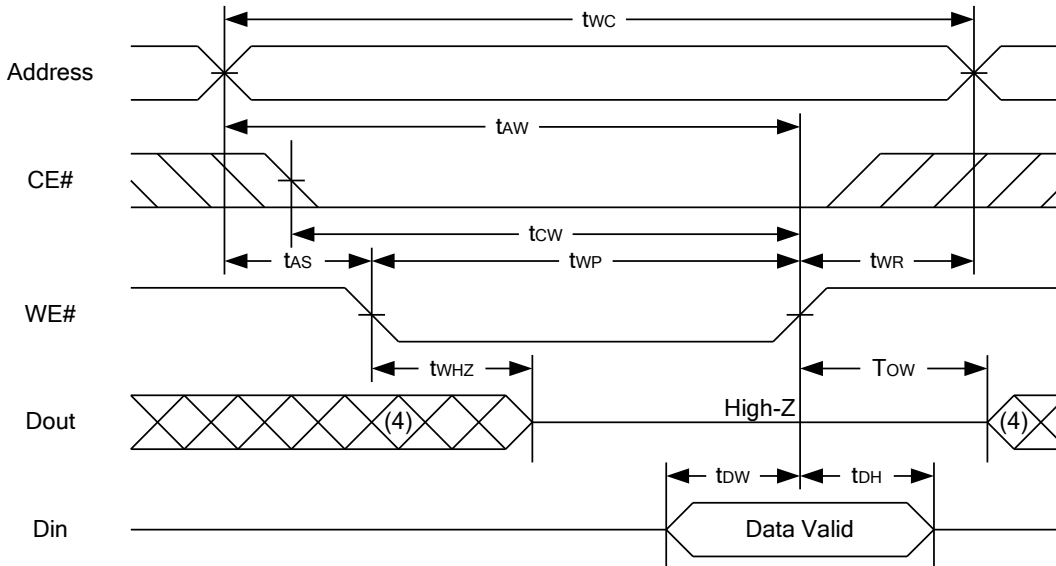 tWC
Address
tAW
CE#
tCW
tAS
tWP
tWR
WE#
tWHZ
TOW
Dout
(4)
High-Z
(4)
tDW
tDH
Din
Data Valid